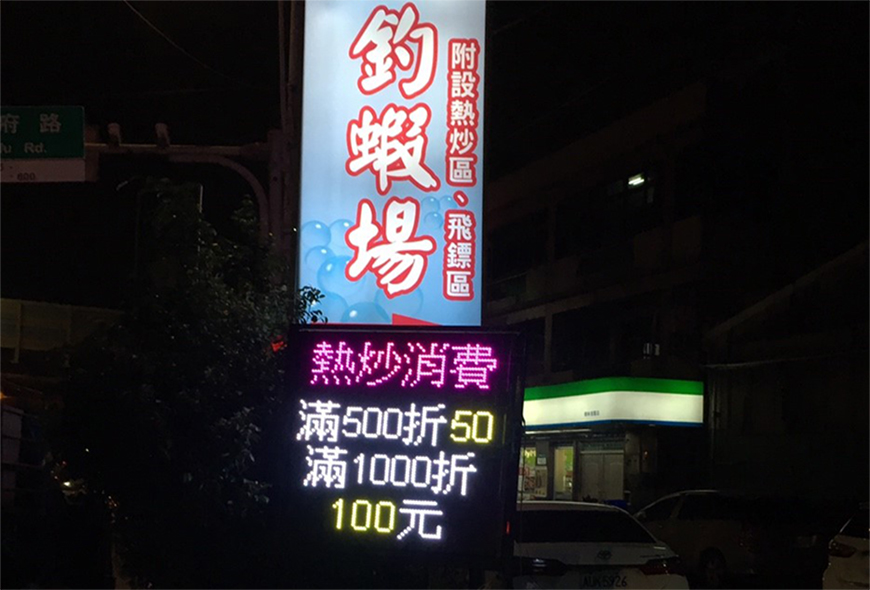 釣蝦場
附設熱炒區、飛鏢區
熱炒消費
滿500折50
滿1000折
100元
府路
Rd.